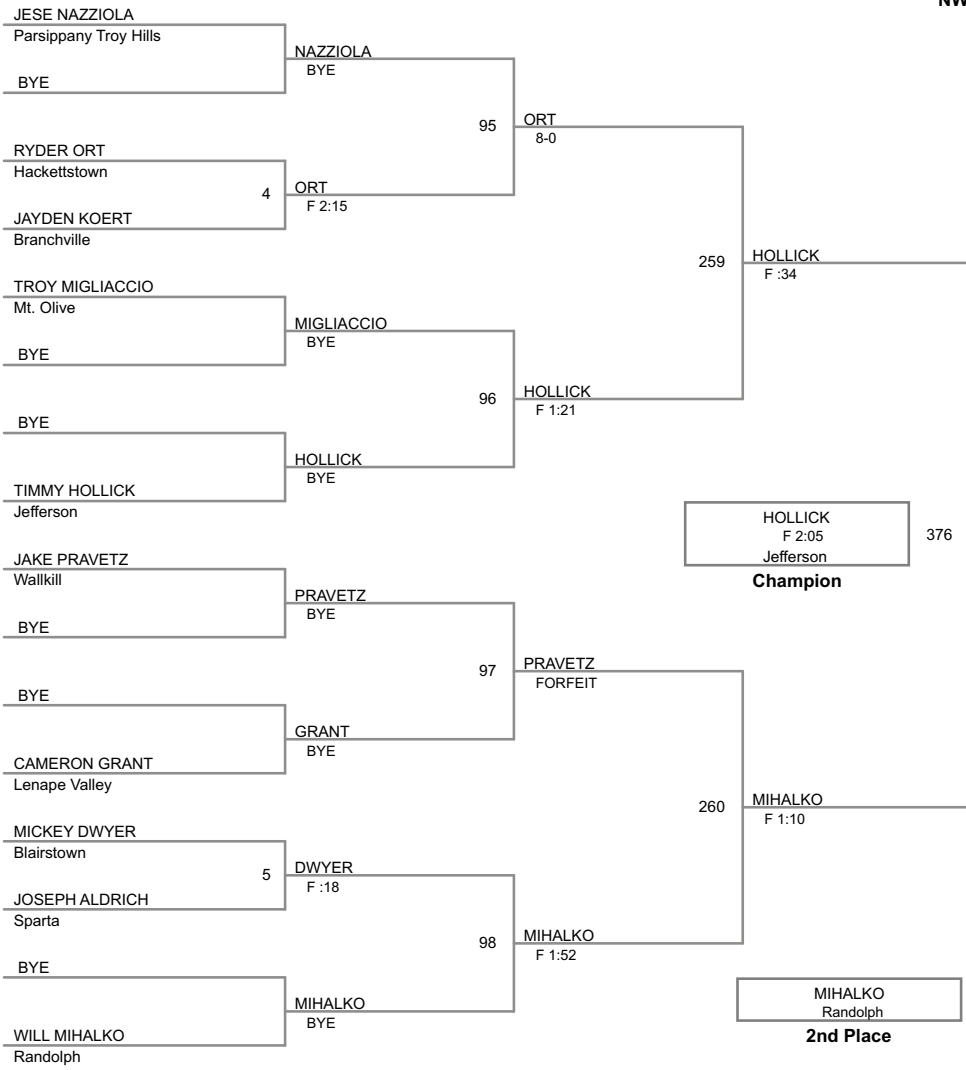 NW
JESE NAZZIOLA
Parsippany Troy Hills
NAZZIOLA
BYE
BYE
95
ORT
8-0
RYDER ORT
Hackettstown
4
ORT
F 2:15
JAYDEN KOERT
Branchville
259
HOLLICK
F :34
TROY MIGLIACCIO
Mt. Olive
MIGLIACCIO
BYE
BYE
96
HOLLICK
F 1:21
BYE
HOLLICK
BYE
TIMMY HOLLICK
Jefferson
HOLLICK
F 2:05
Jefferson
376
Champion
JAKE PRAVETZ
Wallkill
PRAVETZ
BYE
BYE
97
PRAVETZ
FORFEIT
BYE
GRANT
BYE
CAMERON GRANT
Lenape Valley
260
MIHALKO
F 1:10
MICKEY DWYER
Blairstown
5
DWYER
F :18
JOSEPH ALDRICH
Sparta
98
MIHALKO
F 1:52
BYE
MIHALKO
BYE
WILL MIHALKO
Randolph
MIHALKO
Randolph
2nd Place